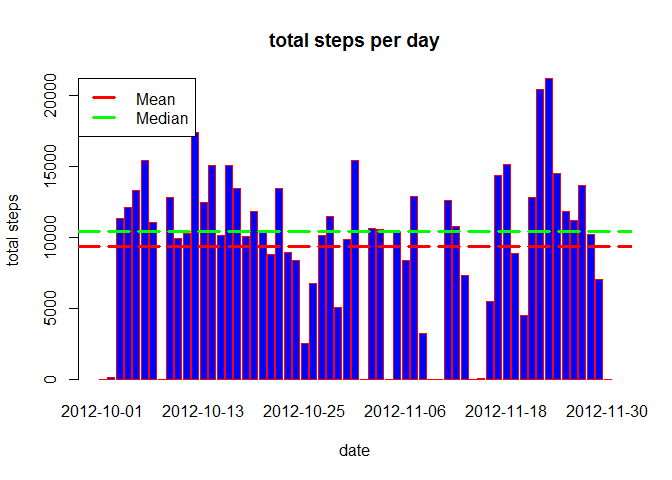 total steps per day
total steps
20000
15000
10000
5000
0
Mean
Median
2012-10-01 2012-10-13 2012-10-25 2012-11-06 2012-11-18 2012-11-30
date